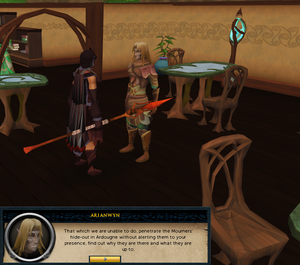 ARIANWYN
That which we are unable to do, penetrate the Mourners'
hide-out in Ardougne without alerting them to your
presence, find out why they are there and what they are
up to.